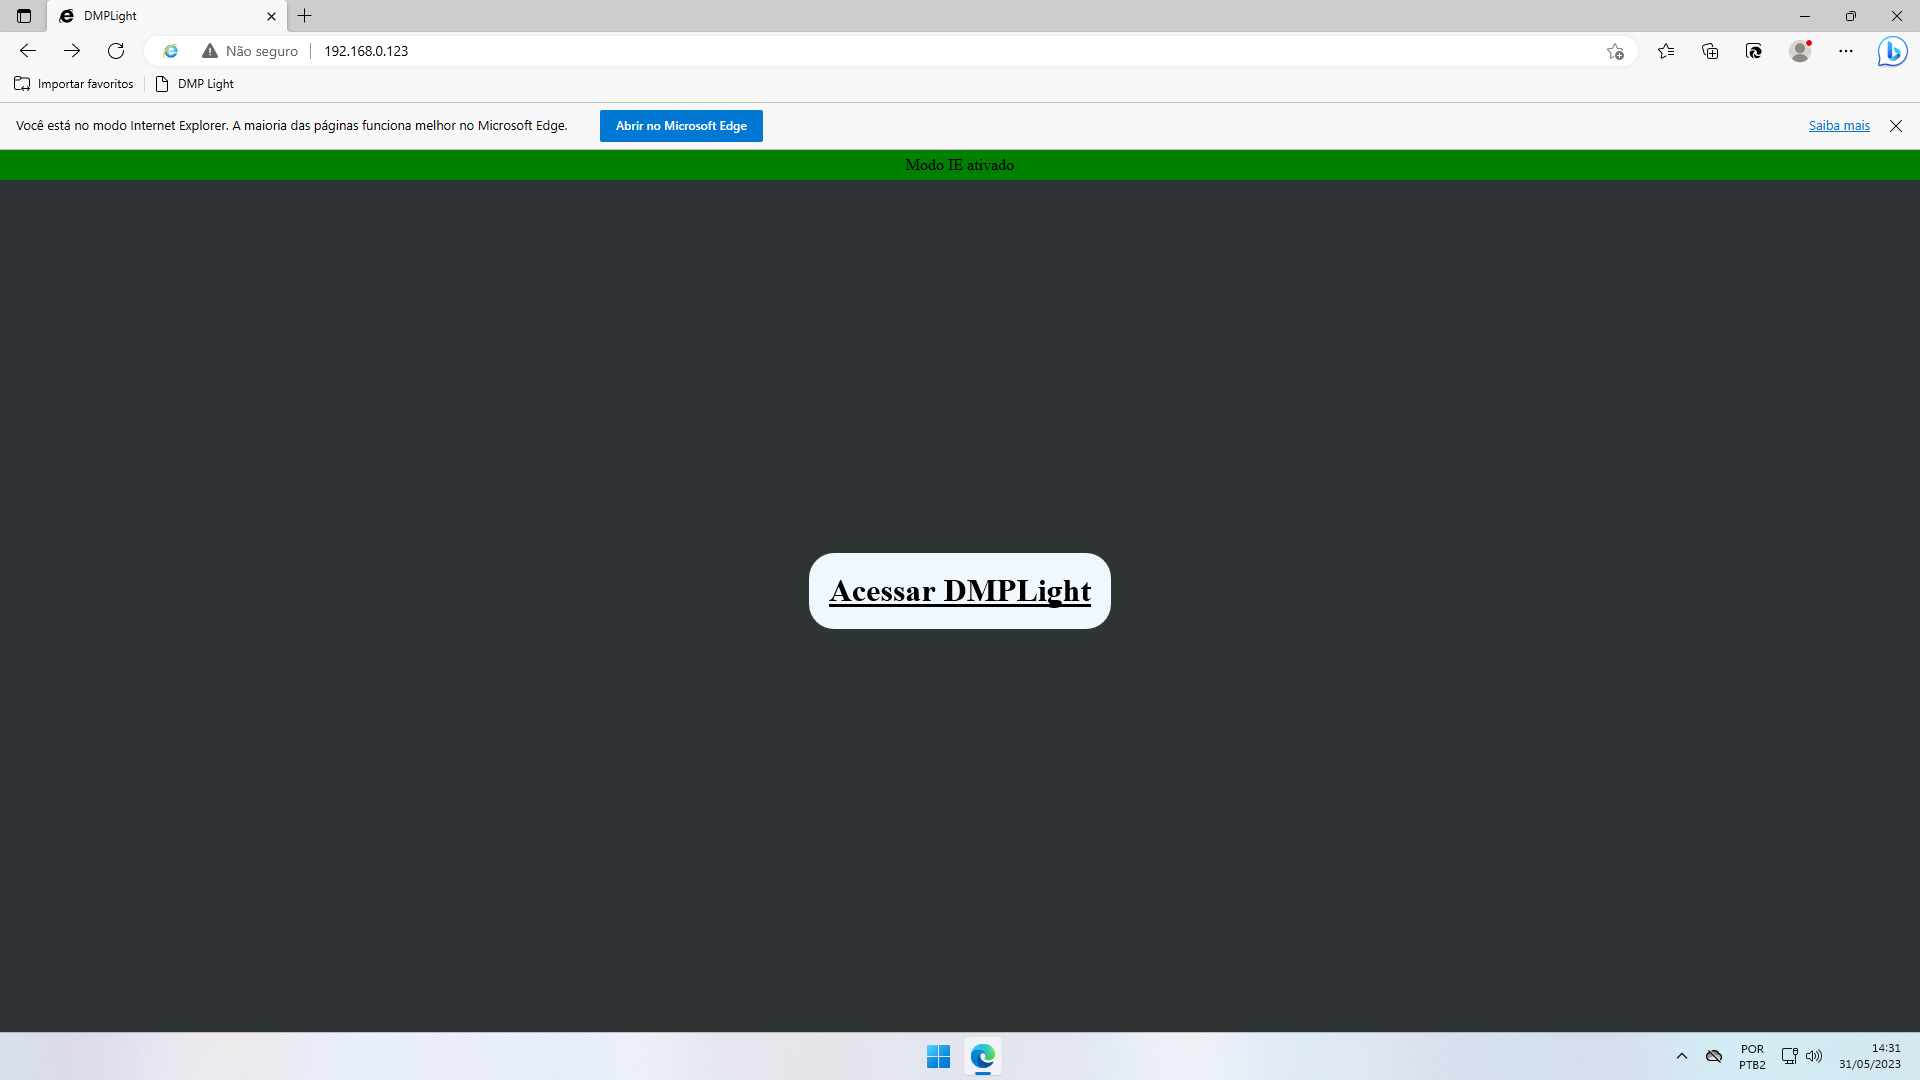 DMPLight
Não seguro
192.168.0.123
Importar favoritos
DMP Light
Você está no modo Internet Explorer. A maioria das páginas funciona melhor no Microsoft Edge.
Abrir no Microsoft Edge
Saiba mais
Modo IE ativado
Acessar DMPLight
POR
PTB2
14:31
31/05/2023